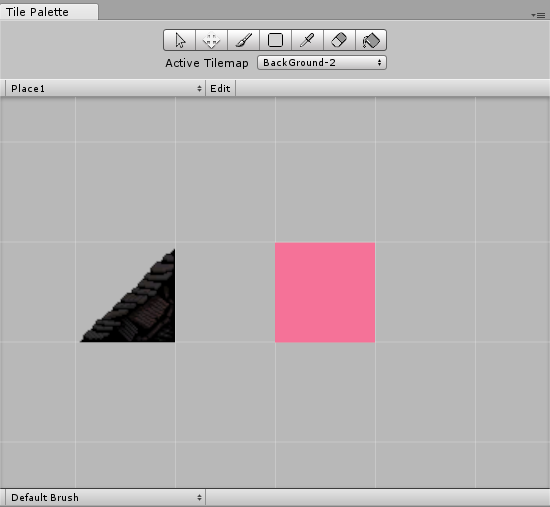 Tile Palette
Active Tilemap BackGround-2
Place1 Edit
Default Brush